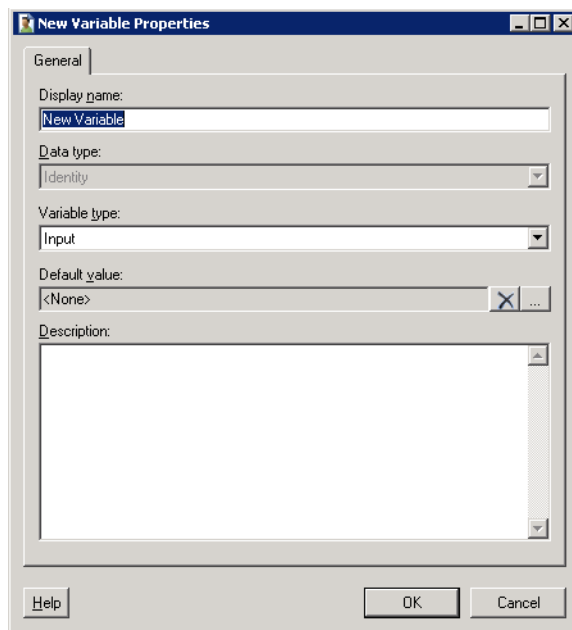 New Variable Properties
General
Display name:
New Variable
Data type:
Identity
Variable type:
Input
Default value:
<None>
...
Description:
Help
OK
Cancel